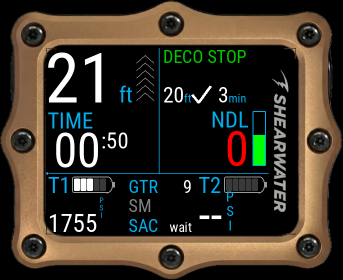 21 ft
DECO STOP
20ft 3min
TIME
00:50
NDL
0
SHEARWATER
T1
PSI
1755
GTR 9
SM
SAC wait
T2
PSI
--